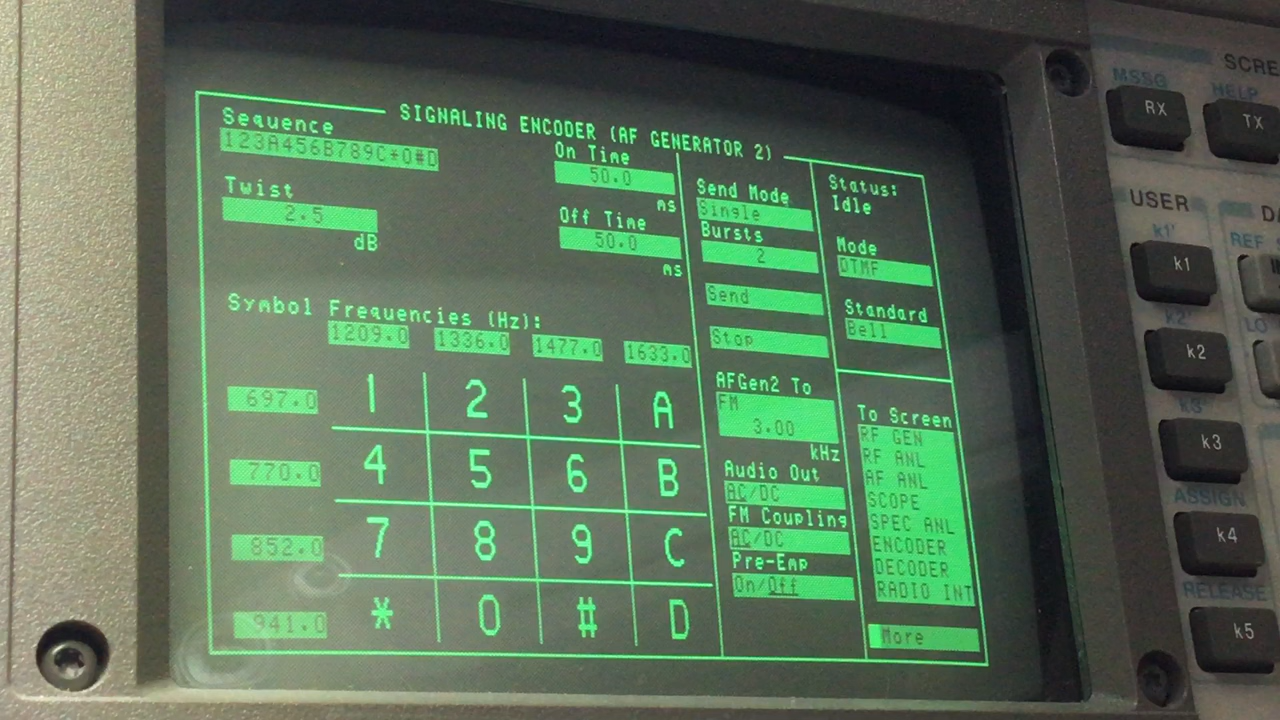 SIGNALING ENCODER (AF GENERATOR 2)
Sequence
123A456B789C*0#D
Twist
2.5
dB
On Time
50.0
ms
Off Time
50.0
ms
Symbol Frequencies (Hz):
1209.0 1336.0 1477.0 1633.0
697.0 1 2 3 A
770.0 4 5 6 B
852.0 7 8 9 C
941.0 * 0 # D
Send Mode
Single
Bursts
2
Send
Stop
AFGen2 To
FM
3.00
kHz
Audio Out
AC/DC
FM Coupling
AC/DC
Pre-Emp
On/Off
Status:
Idle
Mode
DTMF
Standard
Bell
To Screen
RF GEN
RF ANL
AF ANL
SCOPE
SPEC ANL
ENCODER
DECODER
RADIO INT
More
SCRE
MSSG HELP
RX TX
USER DA
k1' REF
k1
k2' LO
k2
k3'
k3
ASSIGN
k4
RELEASE
k5